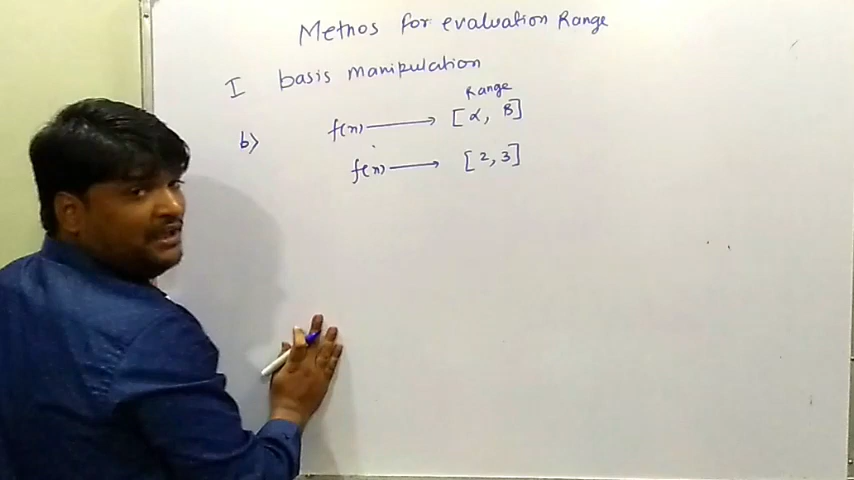 Methos for evaluation Range
I basis manipulation
Range
b) f(x) → [α, β]
f(x) → [2, 3]